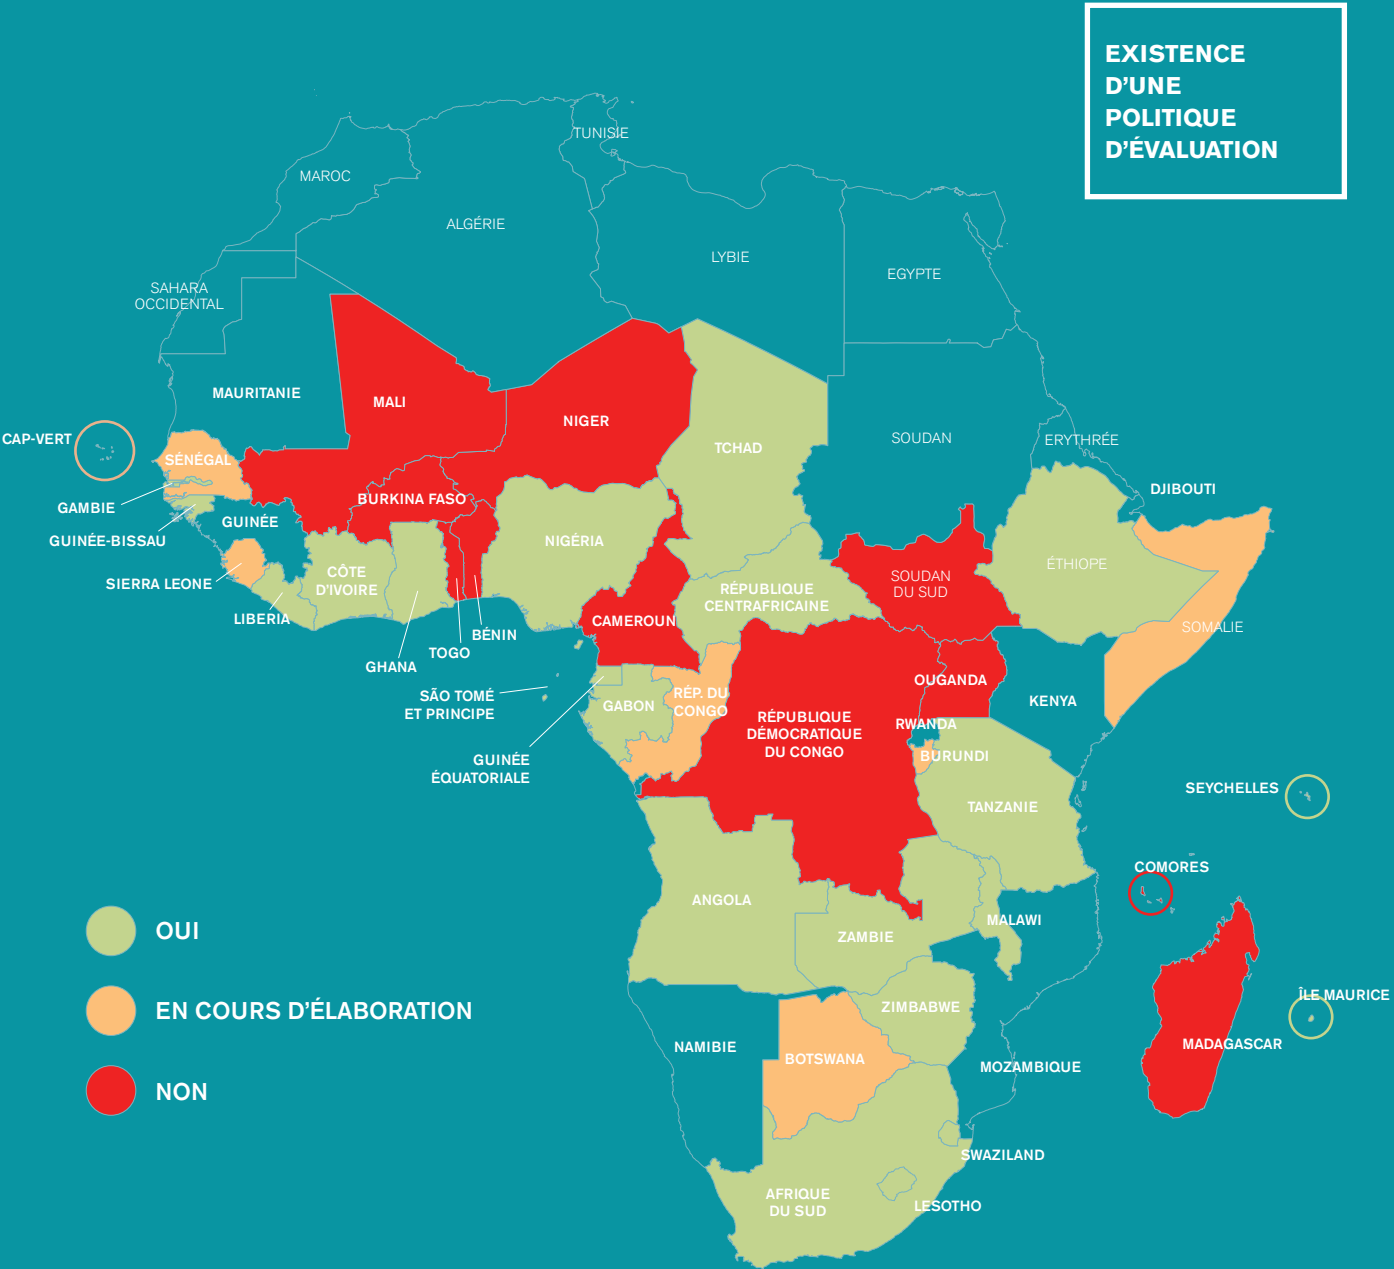 EXISTENCE
D'UNE
POLITIQUE
D'ÉVALUATION
TUNISIE
MAROC
ALGÉRIE
LYBIE
EGYPTE
SAHARA
OCCIDENTAL
MAURITANIE
MALI
NIGER
TCHAD
SOUDAN
ERYTHRÉE
CAP-VERT
SÉNÉGAL
DJIBOUTI
GAMBIE
BURKINA FASO
GUINÉE
GUINÉE-BISSAU
NIGÉRIA
ÉTHIOPE
CÔTE
D'IVOIRE
SIERRA LEONE
RÉPUBLIQUE
CENTRAFRICAINE
SOUDAN
DU SUD
LIBERIA
CAMEROUN
SOMALIE
BÉNIN
TOGO
GHANA
OUGANDA
SÃO TOMÉ
ET PRINCIPE
GABON
RÉP. DU
CONGO
KENYA
RÉPUBLIQUE
DÉMOCRATIQUE
DU CONGO
RWANDA
BURUNDI
GUINÉE
ÉQUATORIALE
SEYCHELLES
TANZANIE
COMORES
ANGOLA
MALAWI
OUI
ZAMBIE
ÎLE MAURICE
EN COURS D'ÉLABORATION
ZIMBABWE
NAMIBIE
MADAGASCAR
BOTSWANA
MOZAMBIQUE
NON
SWAZILAND
AFRIQUE
DU SUD
LESOTHO